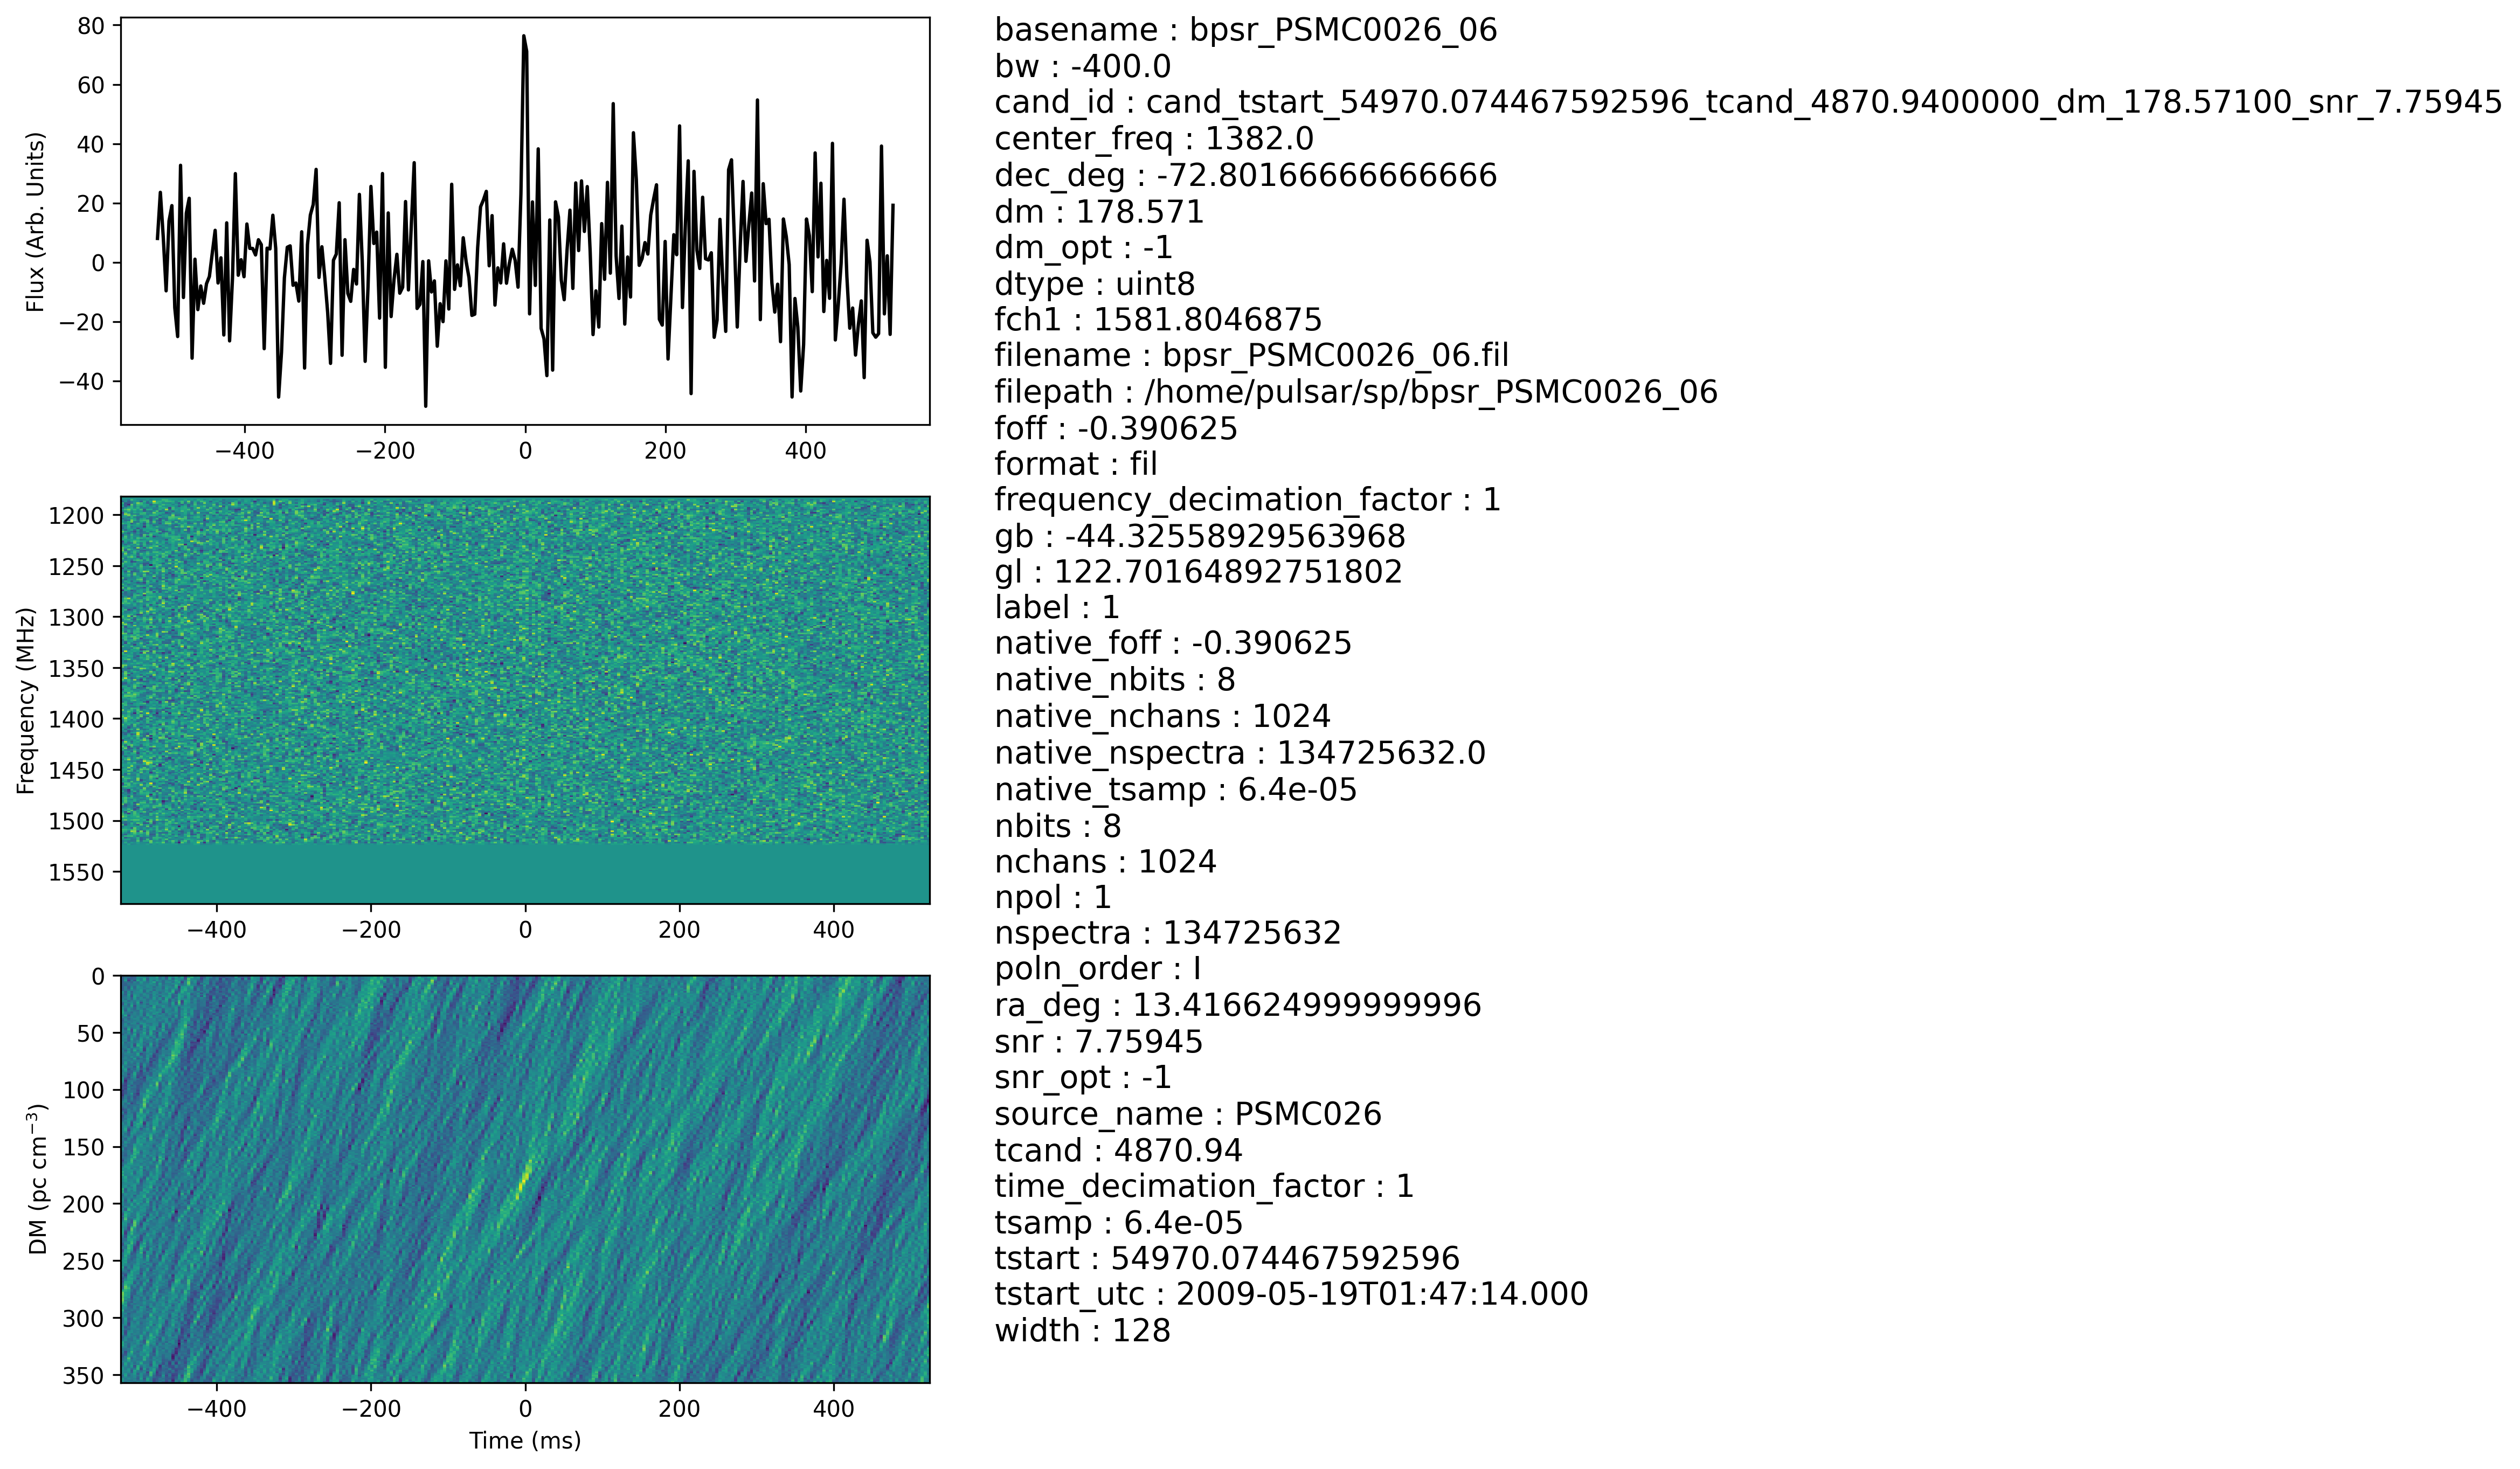 80
60
40
20
0
−20
−40
Flux (Arb. Units)
−400 −200 0 200 400
1200
1250
1300
1350
1400
1450
1500
1550
Frequency (MHz)
−400 −200 0 200 400
0
50
100
150
200
250
300
350
DM (pc cm⁻³)
−400 −200 0 200 400
Time (ms)
basename : bpsr_PSMC0026_06
bw : -400.0
cand_id : cand_tstart_54970.074467592596_tcand_4870.9400000_dm_178.57100_snr_7.75945
center_freq : 1382.0
dec_deg : -72.80166666666666
dm : 178.571
dm_opt : -1
dtype : uint8
fch1 : 1581.8046875
filename : bpsr_PSMC0026_06.fil
filepath : /home/pulsar/sp/bpsr_PSMC0026_06
foff : -0.390625
format : fil
frequency_decimation_factor : 1
gb : -44.32558929563968
gl : 122.70164892751802
label : 1
native_foff : -0.390625
native_nbits : 8
native_nchans : 1024
native_nspectra : 134725632.0
native_tsamp : 6.4e-05
nbits : 8
nchans : 1024
npol : 1
nspectra : 134725632
poln_order : I
ra_deg : 13.416624999999996
snr : 7.75945
snr_opt : -1
source_name : PSMC026
tcand : 4870.94
time_decimation_factor : 1
tsamp : 6.4e-05
tstart : 54970.074467592596
tstart_utc : 2009-05-19T01:47:14.000
width : 128